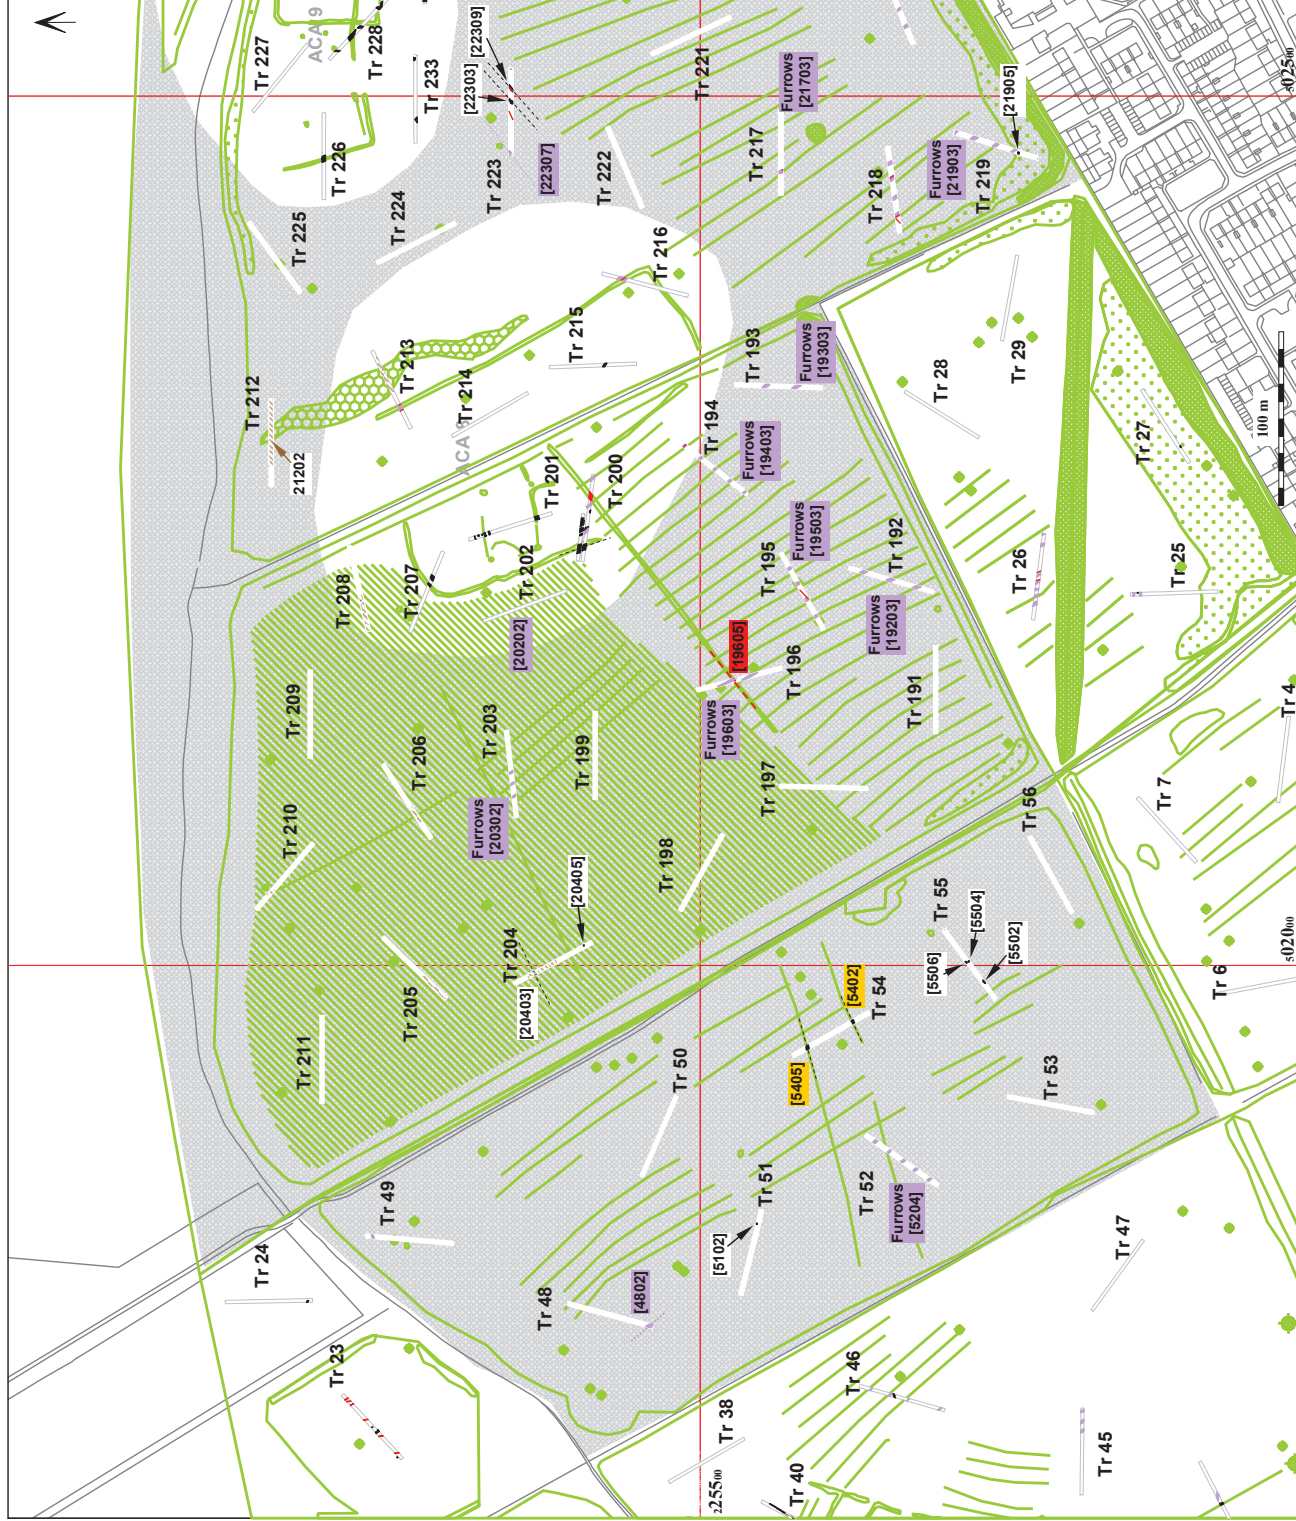 ACA 9
Tr 227
Tr 228
[22309]
Tr 233
[22303]
Tr 226
Tr 221
Furrows
[21703]
[21905]
502500
Tr 223
[22307]
Tr 222
Tr 217
Furrows
[21903]
Tr 219
Tr 218
Tr 225
Tr 224
Tr 216
Tr 215
Tr 213
Tr 214
ACA 8
Tr 212
21202
Tr 193
Furrows
[19303]
Tr 194
Furrows
[19403]
Tr 28
Tr 29
Tr 27
100 m
Tr 201
Tr 200
Tr 202
[20202]
Tr 207
Tr 208
Tr 195
Furrows
[19503]
Tr 192
Furrows
[19203]
Tr 26
Tr 25
[19605]
Tr 196
Furrows
[19603]
Tr 191
Tr 209
Tr 206
Tr 203
Furrows
[20302]
Tr 199
Tr 197
Tr 210
Tr 198
[20405]
Tr 204
[20403]
Tr 205
Tr 211
Tr 56
Tr 7
Tr 4
Tr 55
[5504]
[5506]
[5502]
502000
Tr 6
[5402]
Tr 54
[5405]
Tr 53
Tr 50
Tr 51
[5102]
Tr 52
Furrows
[5204]
Tr 49
Tr 48
[4802]
Tr 24
Tr 23
Tr 47
Tr 46
Tr 45
Tr 38
Tr 40
225500